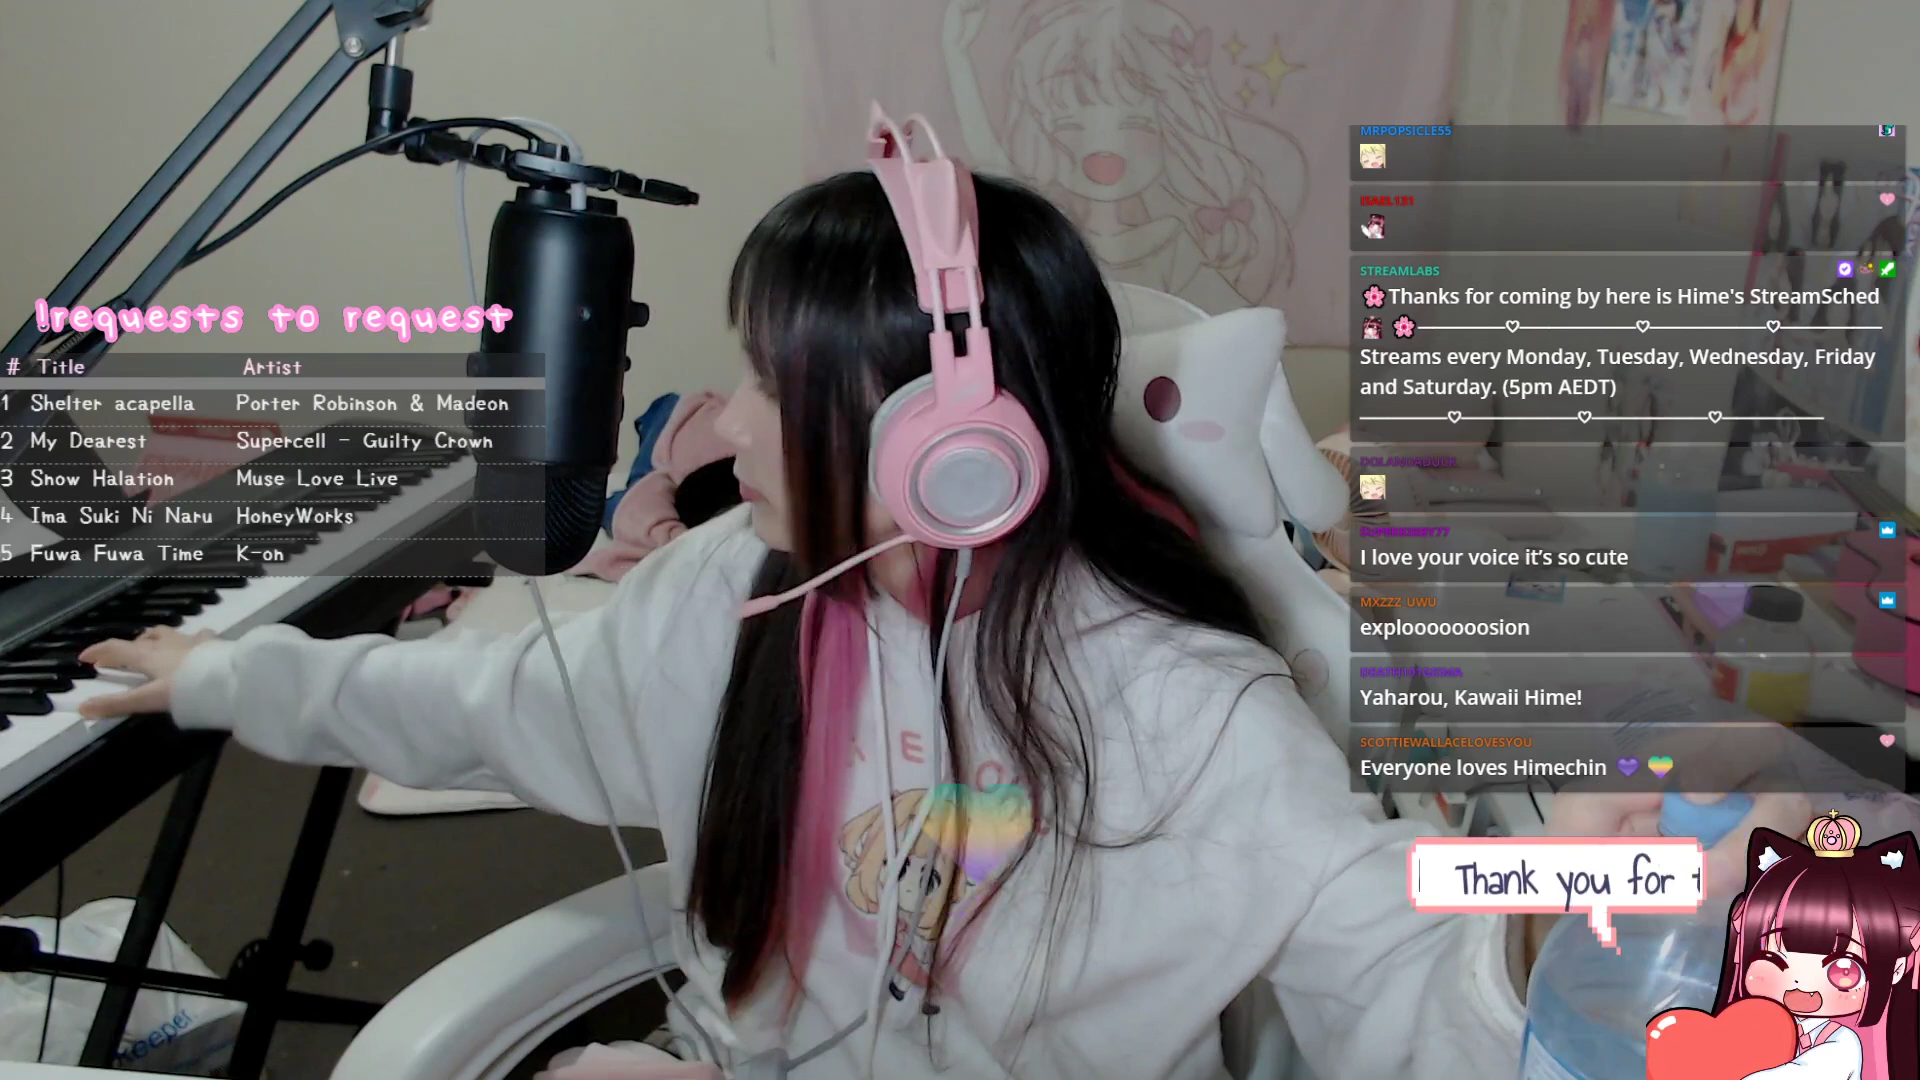 !requests to request
# Title Artist
1 Shelter acapella Porter Robinson & Madeon
2 My Dearest Supercell - Guilty Crown
3 Snow Halation Muse Love Live
4 Ima Suki Ni Naru HoneyWorks
5 Fuwa Fuwa Time K-on
MRPOPSICLE55
STREAMLABS
Thanks for coming by here is Hime's StreamSched
Streams every Monday, Tuesday, Wednesday, Friday
and Saturday. (5pm AEDT)
I love your voice it's so cute
MXZZZ_UWU
explooooooosion
Yaharou, Kawaii Hime!
SCOTTIEWALLACELOVESYOU
Everyone loves Himechin
Thank you for
keeper